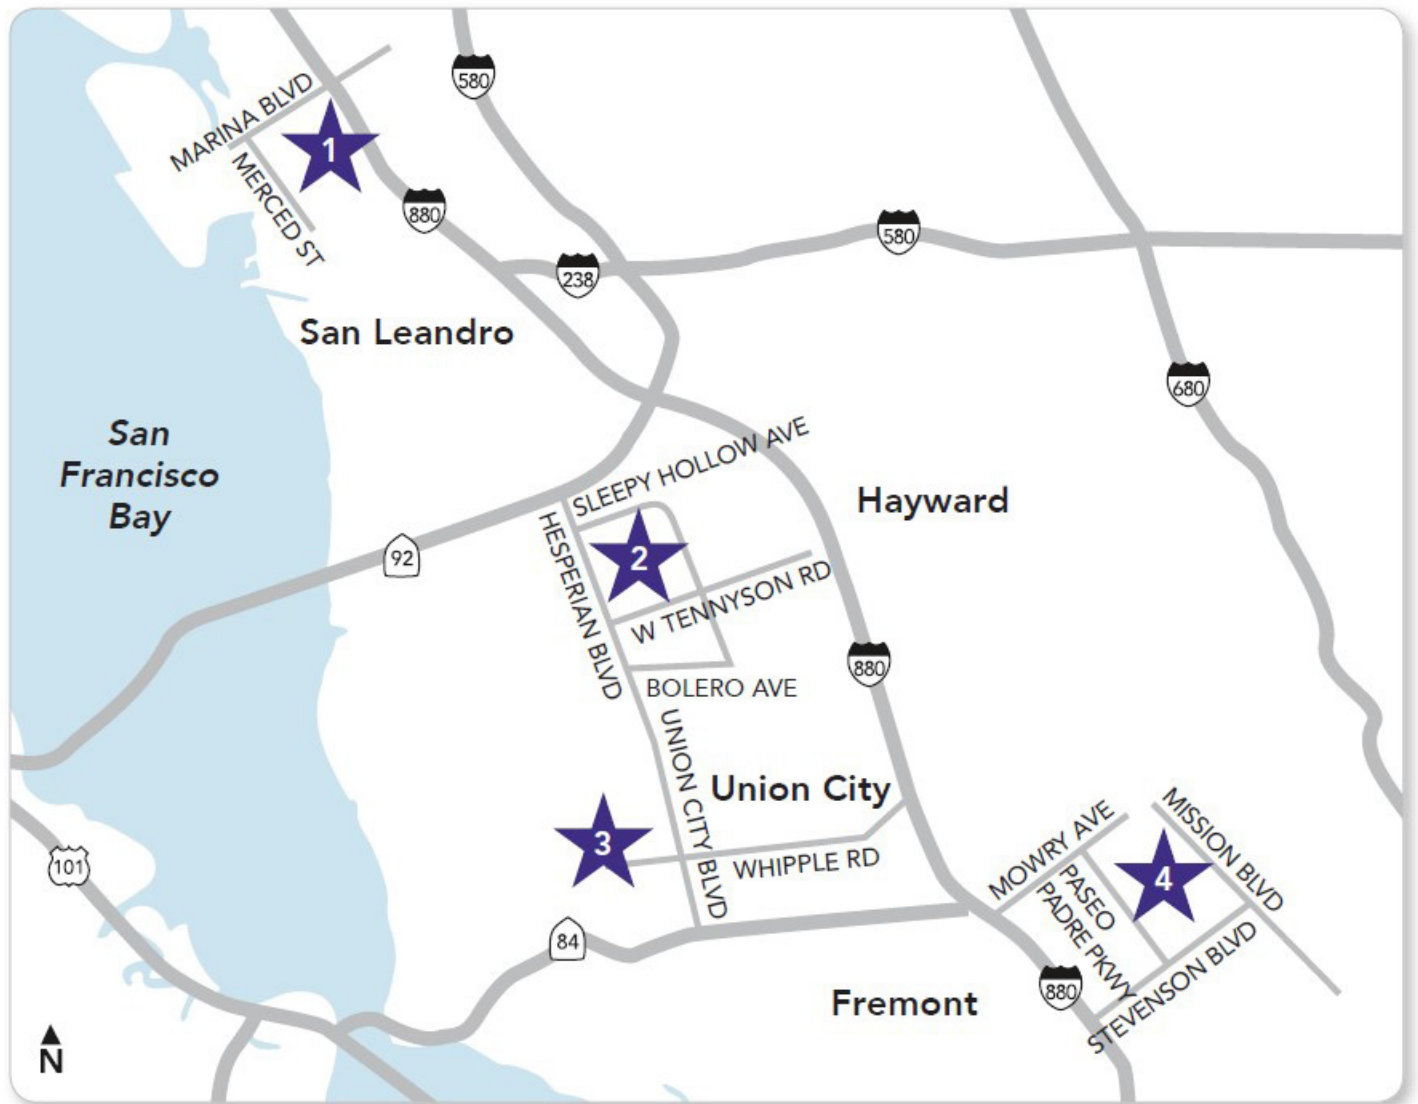 580
MARINA BLVD
1
MERCED ST
880
580
238
San Leandro
680
San
Francisco
Bay
SLEEPY HOLLOW AVE
Hayward
HESPERIAN BLVD
92
2
W TENNYSON RD
880
BOLERO AVE
UNION CITY BLVD
Union City
3
WHIPPLE RD
101
MOWRY AVE
MISSION BLVD
4
PASEO
PADRE PKWY
84
STEVENSON BLVD
880
Fremont
N